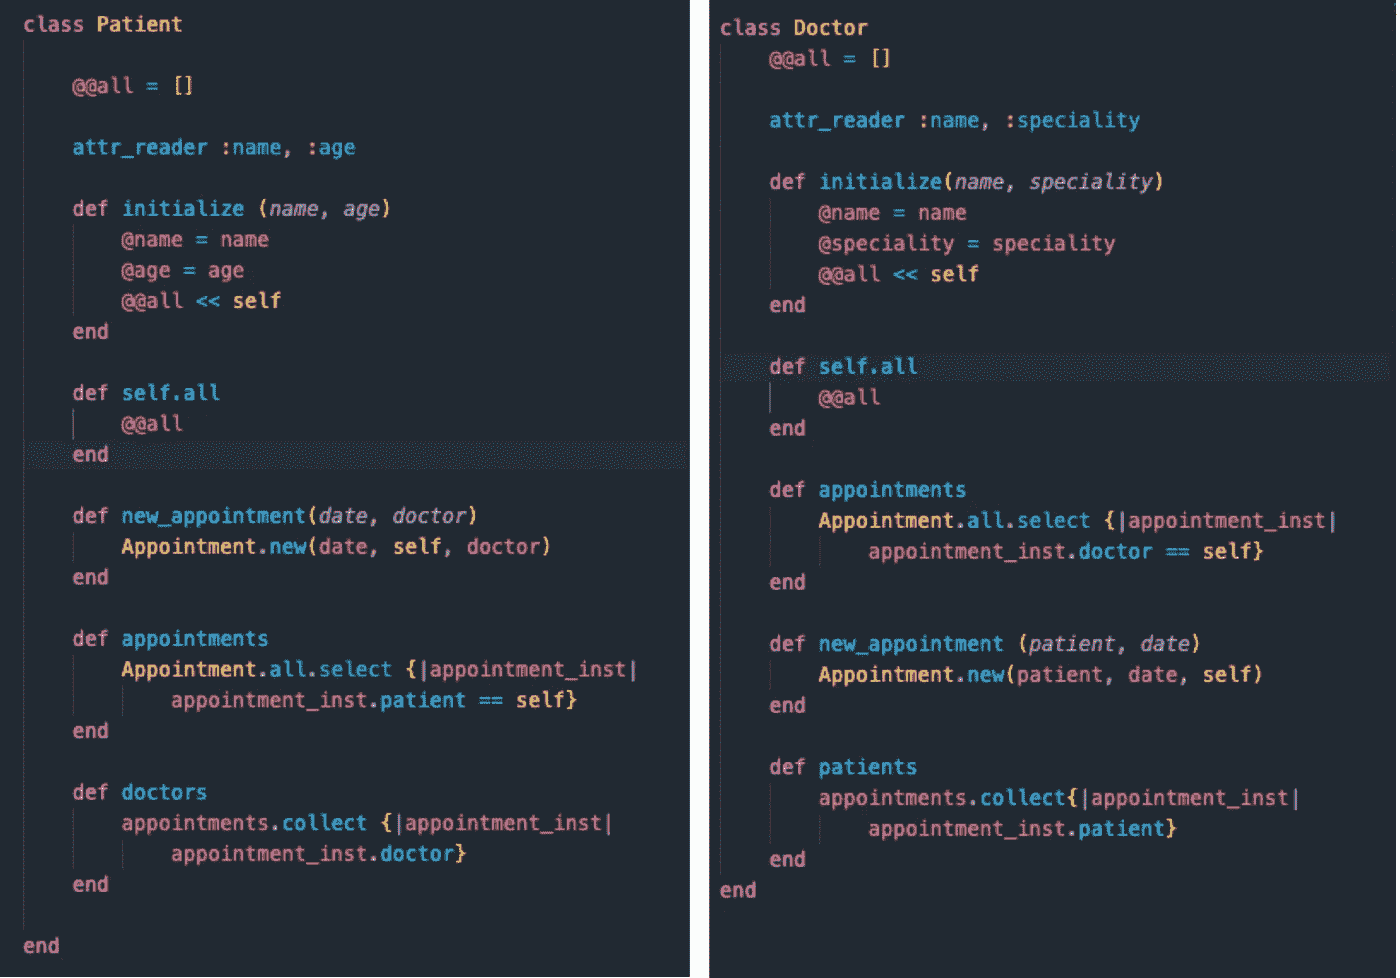 class Patient
@@all = []
attr_reader :name, :age
def initialize (name, age)
@name = name
@age = age
@@all << self
end
def self.all
@@all
end
def new_appointment(date, doctor)
Appointment.new(date, self, doctor)
end
def appointments
Appointment.all.select {|appointment_inst|
appointment_inst.patient == self}
end
def doctors
appointments.collect {|appointment_inst|
appointment_inst.doctor}
end
end
class Doctor
@@all = []
attr_reader :name, :speciality
def initialize(name, speciality)
@name = name
@speciality = speciality
@@all << self
end
def self.all
@@all
end
def appointments
Appointment.all.select {|appointment_inst|
appointment_inst.doctor == self}
end
def new_appointment (patient, date)
Appointment.new(patient, date, self)
end
def patients
appointments.collect{|appointment_inst|
appointment_inst.patient}
end
end